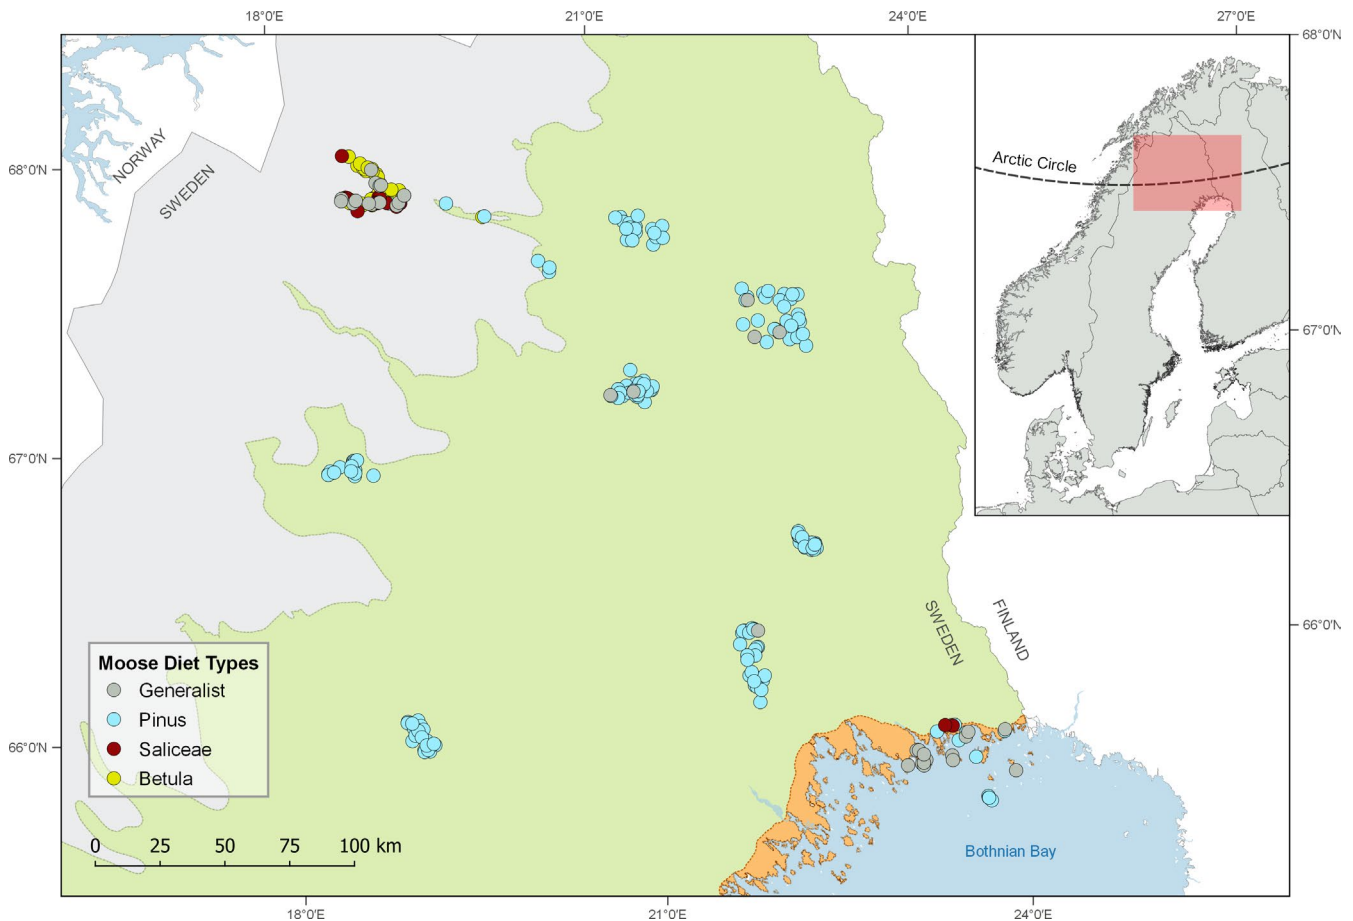 18°0'E 21°0'E 24°0'E 27°0'E
68°0'N
Arctic Circle
NORWAY
68°0'N
SWEDEN
67°0'N
67°0'N
SWEDEN
FINLAND
66°0'N
Moose Diet Types
Generalist
Pinus
Saliceae
66°0'N
Betula
0 25 50 75 100 km
Bothnian Bay
18°0'E 21°0'E 24°0'E